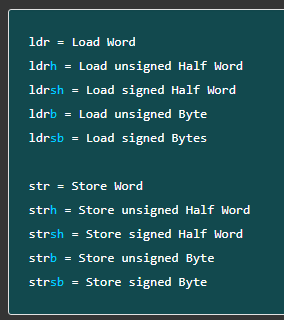 ldr = Load Word
ldrh = Load unsigned Half Word
ldrsh = Load signed Half Word
ldrb = Load unsigned Byte
ldrsb = Load signed Bytes
str = Store Word
strh = Store unsigned Half Word
strsh = Store signed Half Word
strb = Store unsigned Byte
strsb = Store signed Byte